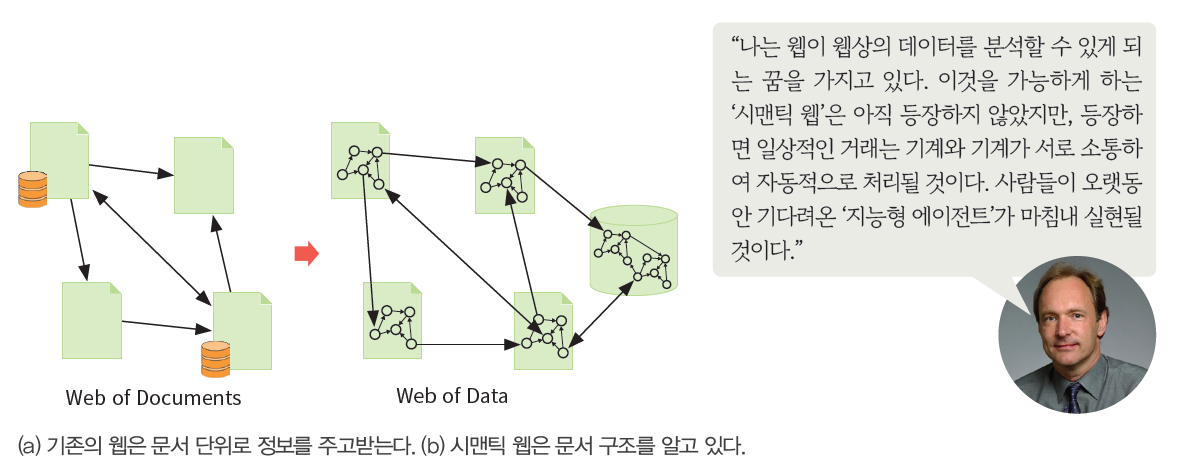 “나는 웹이 웹상의 데이터를 분석할 수 있게 되
는 꿈을 가지고 있다. 이것을 가능하게 하는
‘시맨틱 웹’은 아직 등장하지 않았지만, 등장하
면 일상적인 거래는 기계와 기계가 서로 소통하
여 자동적으로 처리될 것이다. 사람들이 오랫동
안 기다려온 ‘지능형 에이전트’가 마침내 실현될
것이다.”
Web of Documents
Web of Data
(a) 기존의 웹은 문서 단위로 정보를 주고받는다. (b) 시맨틱 웹은 문서 구조를 알고 있다.